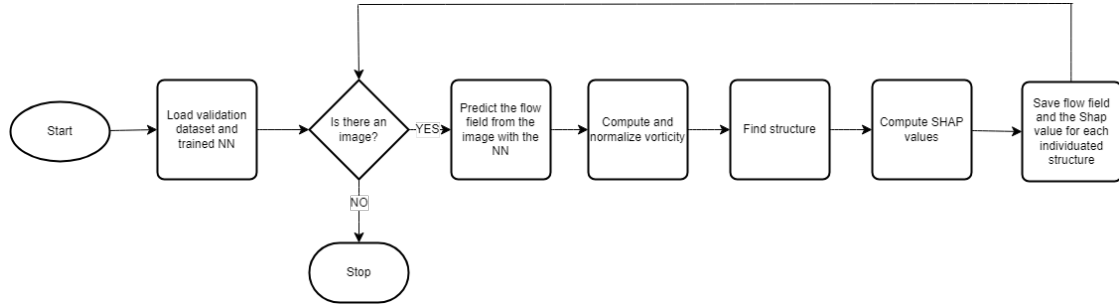 Start
Load validation
dataset and
trained NN
Is there an
image?
YES
NO
Stop
Predict the flow
field from the
image with the
NN
Compute and
normalize vorticity
Find structure
Compute SHAP
values
Save flow field
and the Shap
value for each
individuated
structure